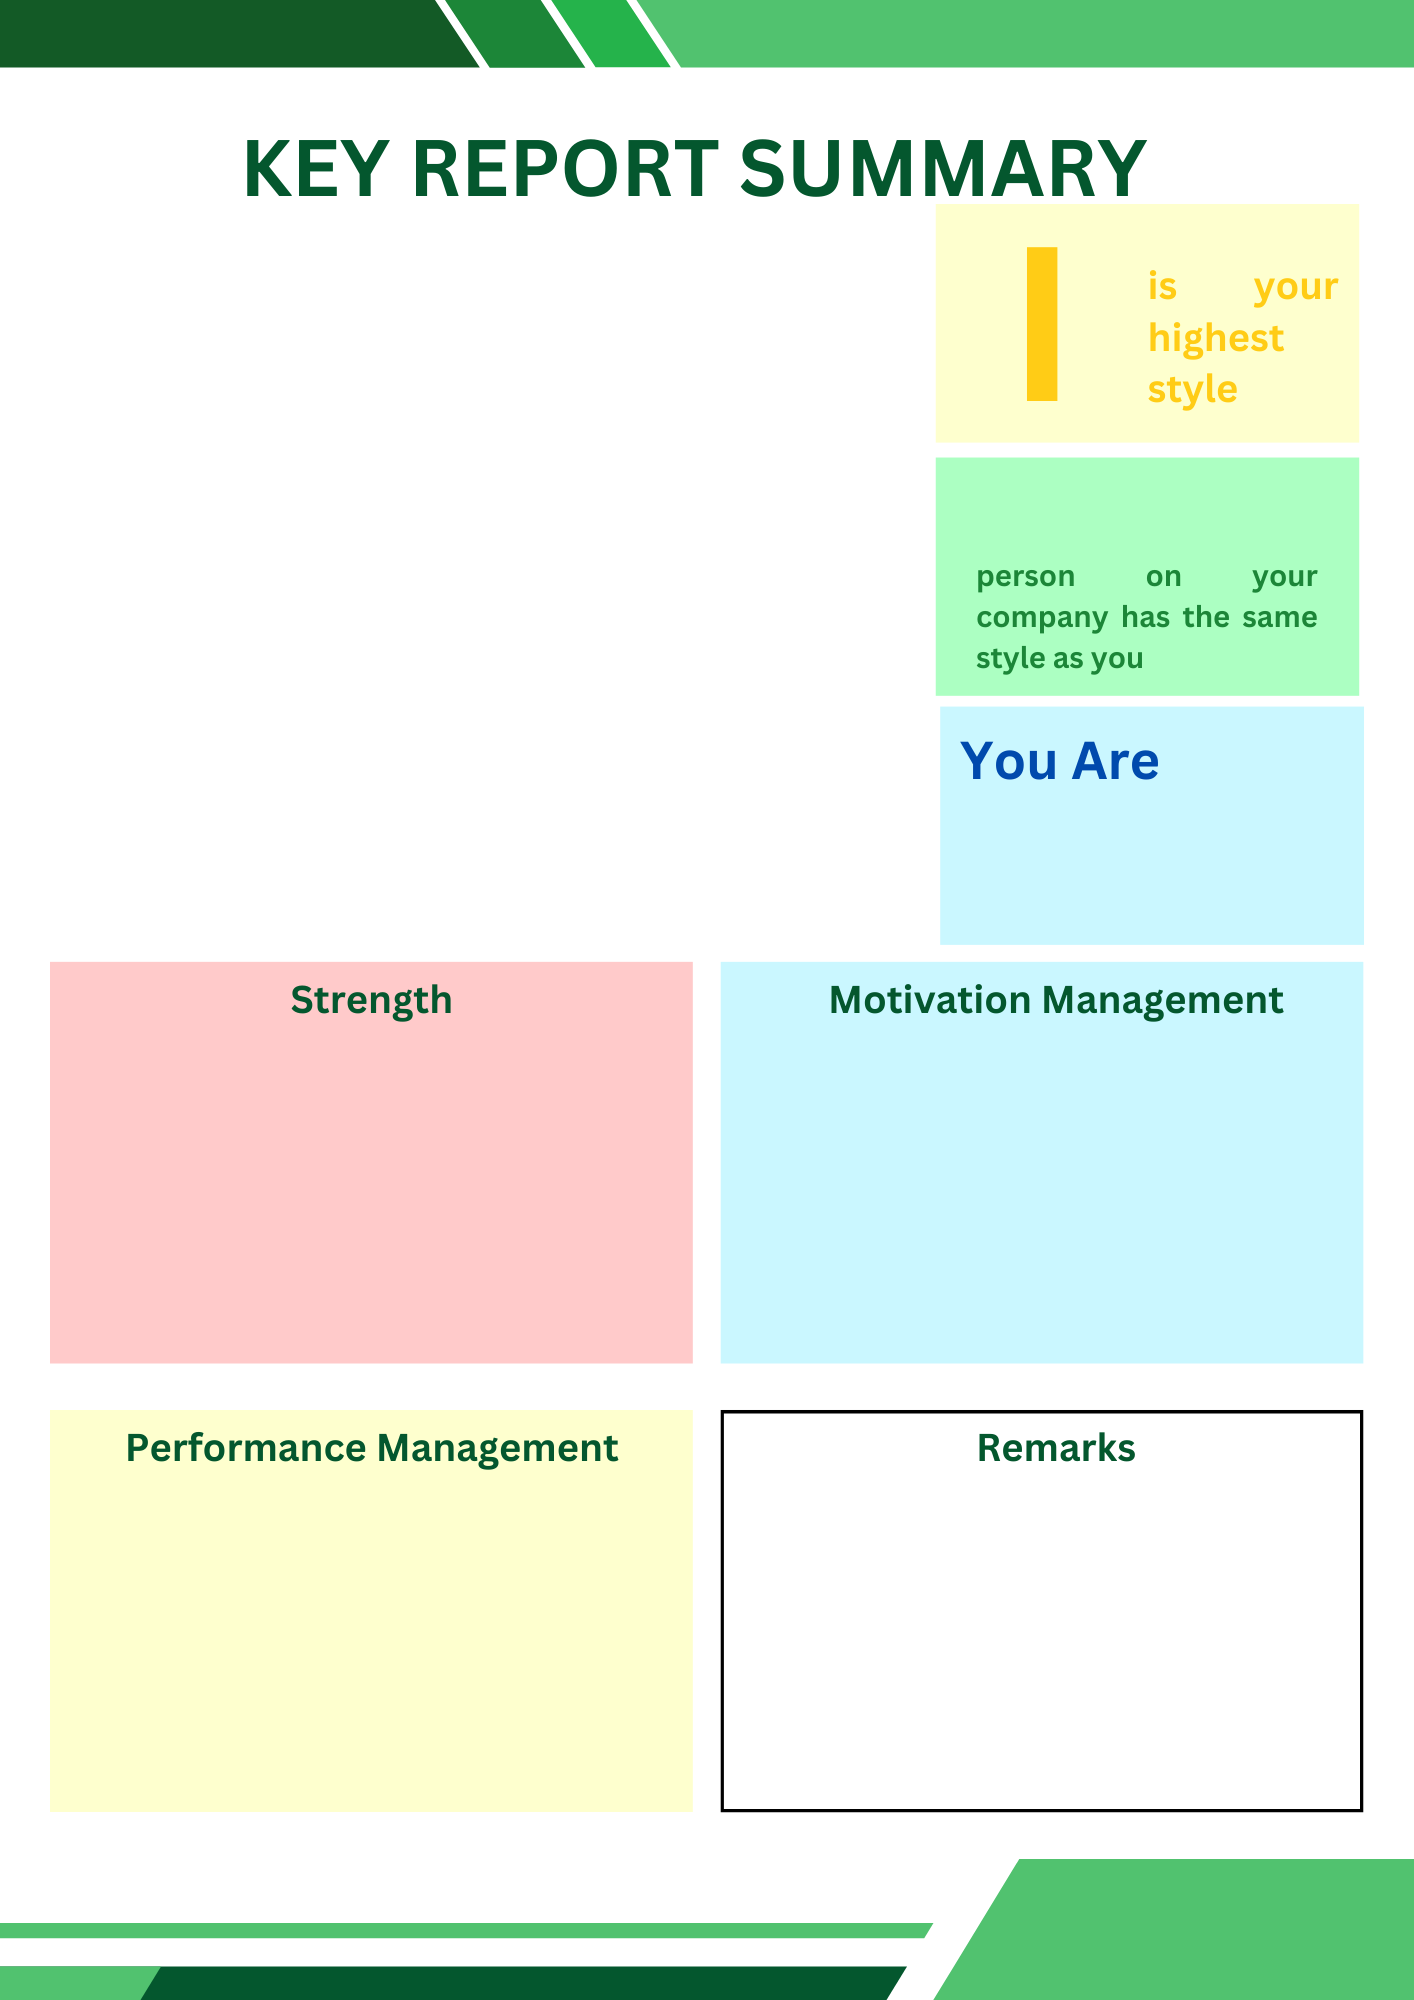 KEY REPORT SUMMARY
I
is your
highest
style
person on your
company has the same
style as you
You Are
Strength
Motivation Management
Performance Management
Remarks